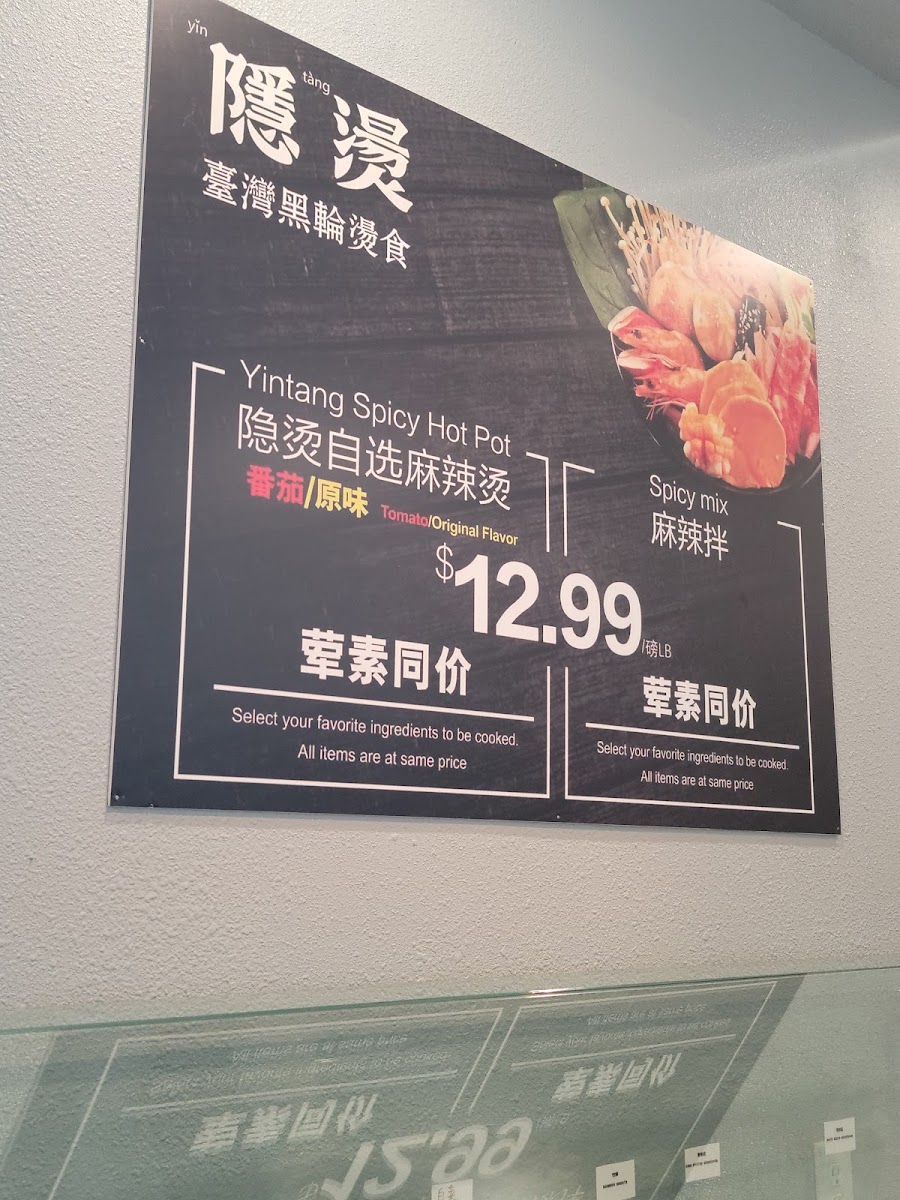 yǐn
tàng
隱燙
臺灣黑輪燙食
Yintang Spicy Hot Pot
隐烫自选麻辣烫
番茄/原味 Tomato/Original Flavor
Spicy mix
麻辣拌
$12.99/磅LB
荤素同价
Select your favorite ingredients to be cooked.
All items are at same price
荤素同价
Select your favorite ingredients to be cooked.
All items are at same price